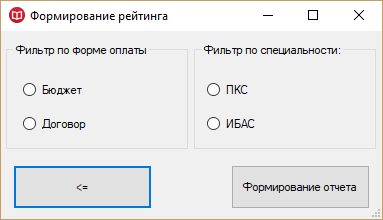 Формирование рейтинга
Фильтр по форме оплаты
Бюджет
Договор
Фильтр по специальности:
ПКС
ИБАС
<=
Формирование отчета